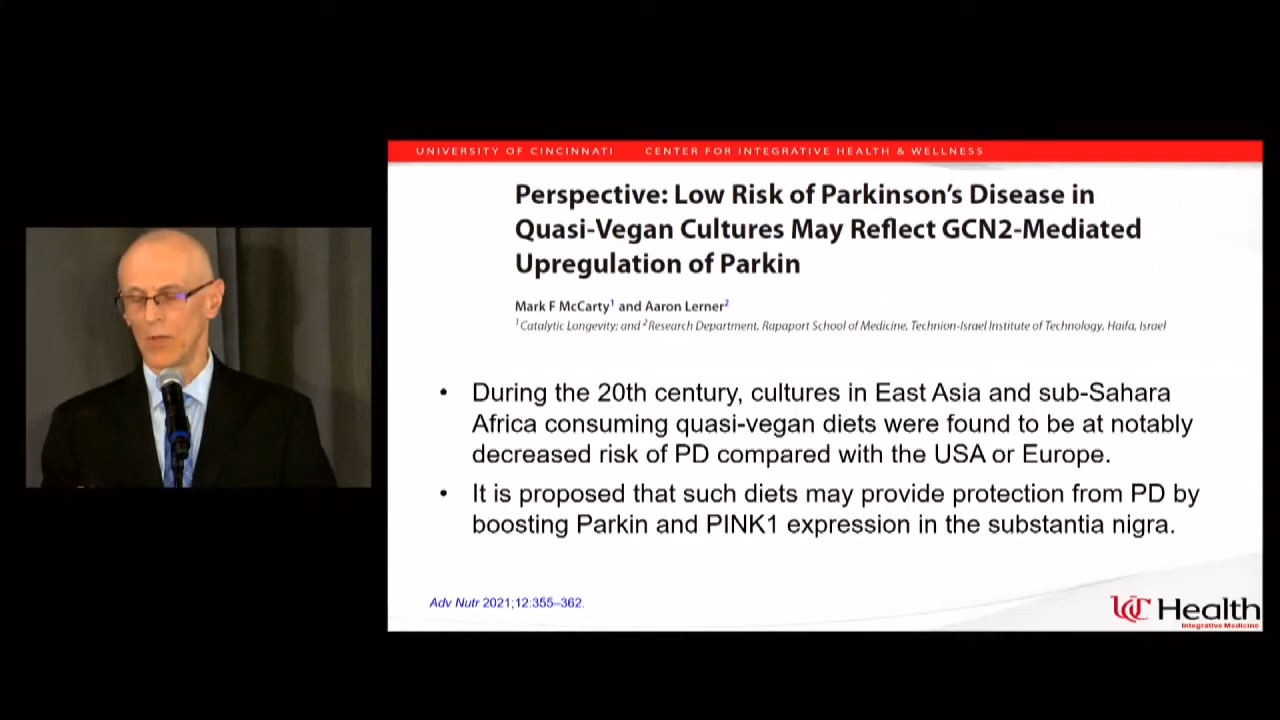 UNIVERSITY OF CINCINNATI CENTER FOR INTEGRATIVE HEALTH & WELLNESS
Perspective: Low Risk of Parkinson's Disease in
Quasi-Vegan Cultures May Reflect GCN2-Mediated
Upregulation of Parkin
Mark F McCarty1 and Aaron Lerner2
1Catalytic Longevity; and 2Research Department, Rapaport School of Medicine, Technion-Israel Institute of Technology, Haifa, Israel
• During the 20th century, cultures in East Asia and sub-Sahara
Africa consuming quasi-vegan diets were found to be at notably
decreased risk of PD compared with the USA or Europe.
• It is proposed that such diets may provide protection from PD by
boosting Parkin and PINK1 expression in the substantia nigra.
Adv Nutr 2021;12:355–362.
UC Health
Integrative Medicine